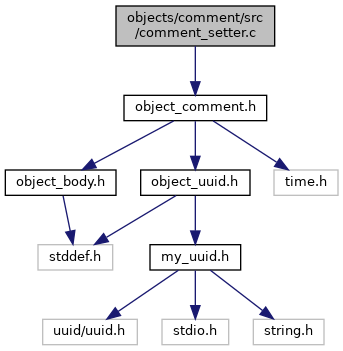 objects/comment/src
/comment_setter.c
object_comment.h
object_body.h
object_uuid.h
time.h
stddef.h
my_uuid.h
uuid/uuid.h
stdio.h
string.h